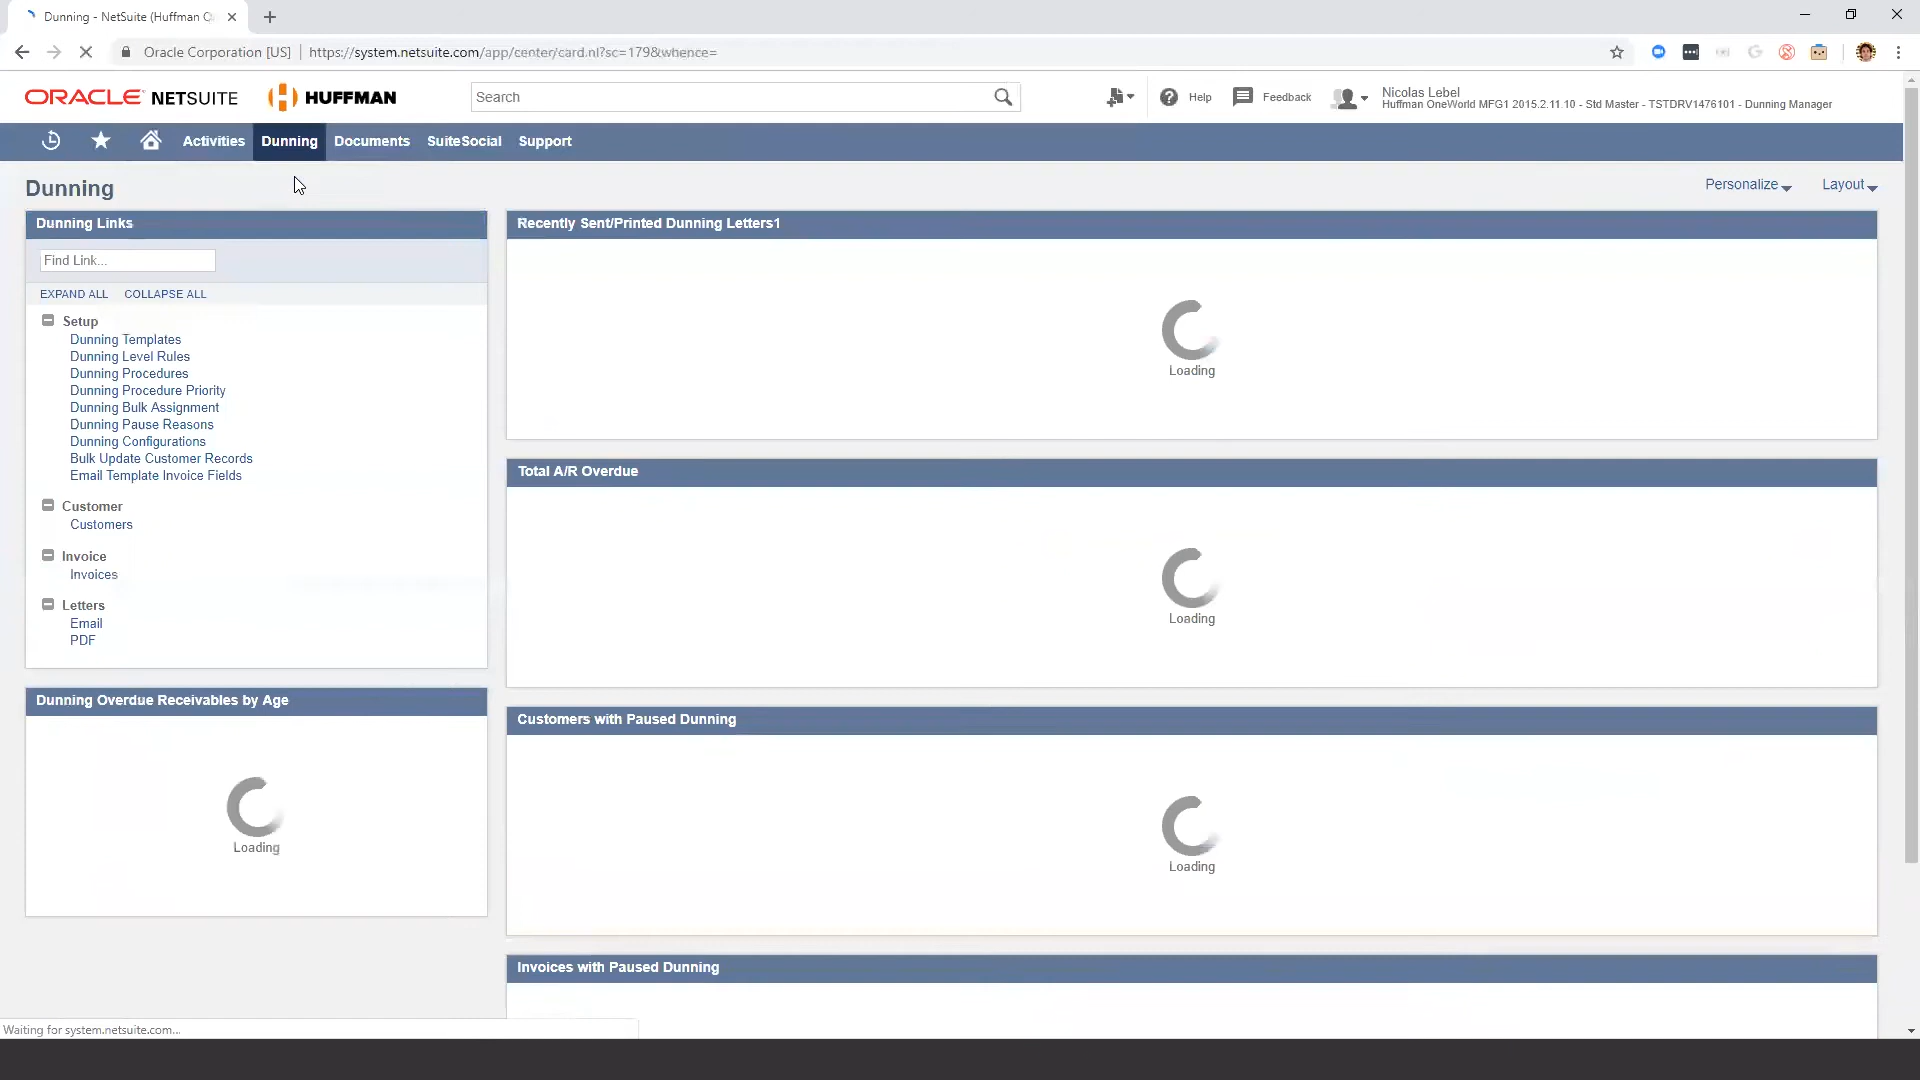 Dunning - NetSuite (Huffman O
Oracle Corporation [US] | https://system.netsuite.com/app/center/card.nl?sc=179&whence=
ORACLE NETSUITE HUFFMAN
Search
Help
Feedback
Nicolas Lebel
Huffman OneWorld MFG1 2015.2.11.10 - Std Master - TSTDRV1476101 - Dunning Manager
Activities Dunning Documents SuiteSocial Support
Dunning
Personalize Layout
Dunning Links
Find Link...
EXPAND ALL COLLAPSE ALL
Setup
Dunning Templates
Dunning Level Rules
Dunning Procedures
Dunning Procedure Priority
Dunning Bulk Assignment
Dunning Pause Reasons
Dunning Configurations
Bulk Update Customer Records
Email Template Invoice Fields
Customer
Customers
Invoice
Invoices
Letters
Email
PDF
Dunning Overdue Receivables by Age
Loading
Recently Sent/Printed Dunning Letters1
Loading
Total A/R Overdue
Loading
Customers with Paused Dunning
Loading
Invoices with Paused Dunning
Waiting for system.netsuite.com...